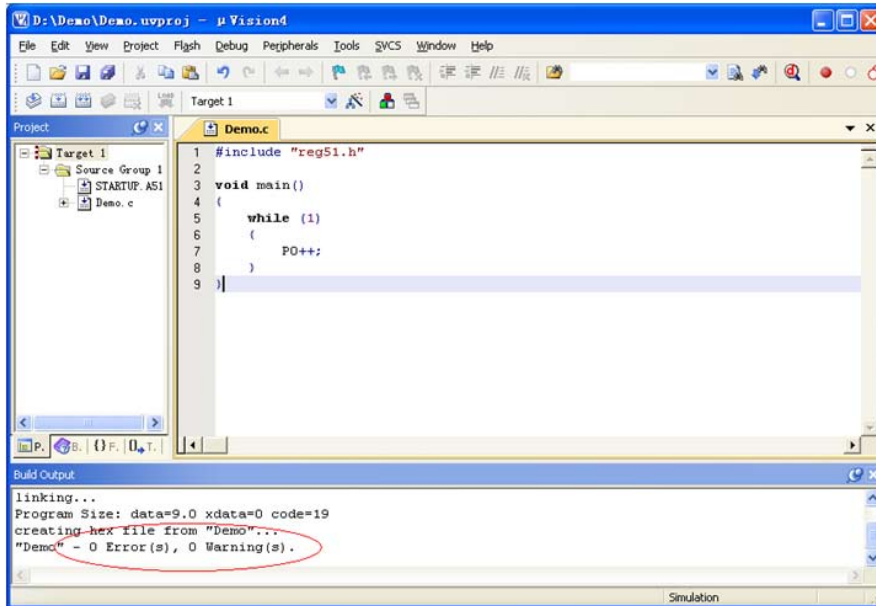 D:\Demo\Demo.uvproj - µVision4
File Edit View Project Flash Debug Peripherals Tools SVCS Window Help
Target 1
Project
Demo.c
Target 1
Source Group 1
STARTUP.A51
Demo.c
1 #include "reg51.h"
2
3 void main()
4 {
5 while (1)
6 {
7 P0++;
8 }
9 }
P. B. {} F. 0 T.
Build Output
linking...
Program Size: data=9.0 xdata=0 code=19
creating hex file from "Demo"...
"Demo" - 0 Error(s), 0 Warning(s).
Simulation